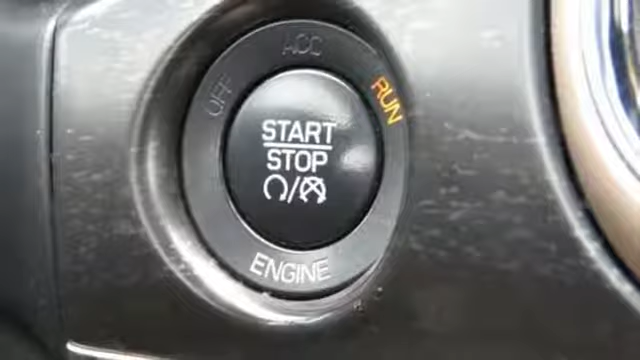 OFF
ACC
RUN
START
STOP
ENGINE